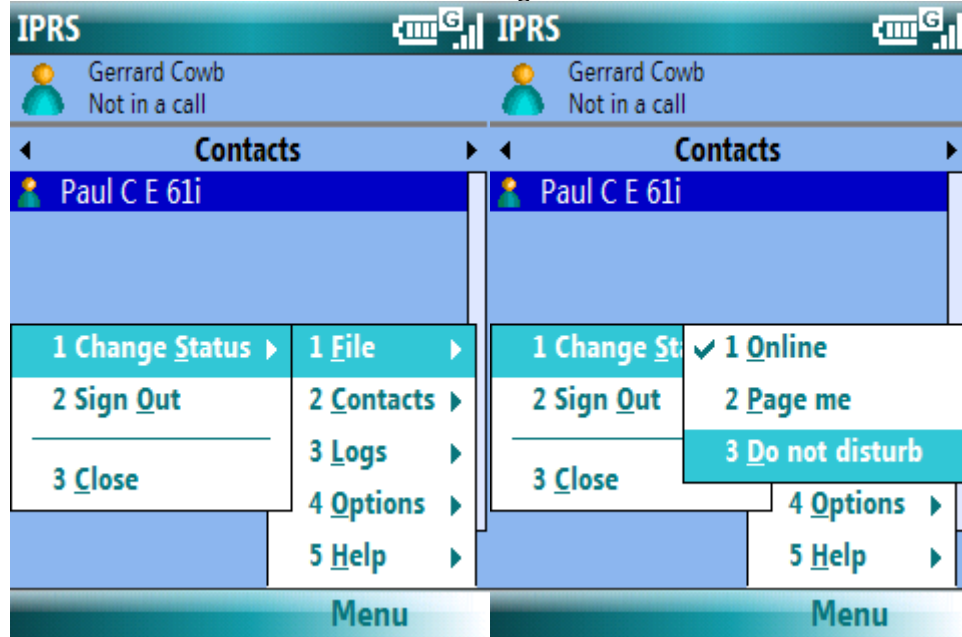 IPRS
G
Gerrard Cowb
Not in a call
Contacts
Paul C E 61i
1 Change Status
2 Sign Out
3 Close
1 File
2 Contacts
3 Logs
4 Options
5 Help
Menu
IPRS
G
Gerrard Cowb
Not in a call
Contacts
Paul C E 61i
1 Change St
2 Sign Out
3 Close
1 Online
2 Page me
3 Do not disturb
4 Options
5 Help
Menu